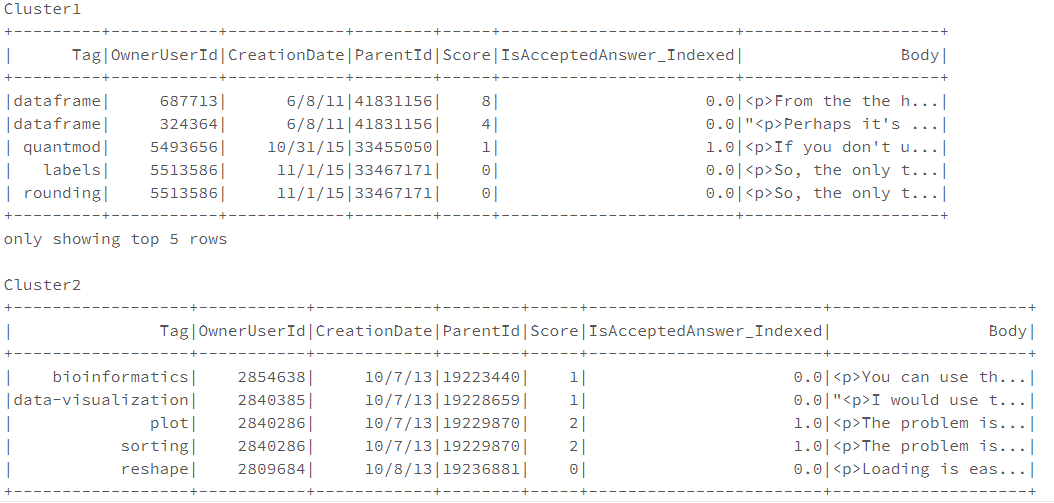 Cluster1
+---------+-----------+------------+--------+-----+---------------------+------------------+
|      Tag|OwnerUserId|CreationDate|ParentId|Score|IsAcceptedAnswer_Indexed|              Body|
+---------+-----------+------------+--------+-----+---------------------+------------------+
|dataframe|     687713|      6/8/11|41831156|    8|                     0.0|<p>From the the h...|
|dataframe|     324364|      6/8/11|41831156|    4|                     0.0|"<p>Perhaps it's ...|
| quantmod|    5493656|    10/31/15|33455050|    1|                     1.0|<p>If you don't u...|
|   labels|    5513586|     11/1/15|33467171|    0|                     0.0|<p>So, the only t...|
| rounding|    5513586|     11/1/15|33467171|    0|                     0.0|<p>So, the only t...|
+---------+-----------+------------+--------+-----+---------------------+------------------+
only showing top 5 rows
Cluster2
+------------------+-----------+------------+--------+-----+------------------------+--------------------+
|                Tag|OwnerUserId|CreationDate|ParentId|Score|IsAcceptedAnswer_Indexed|                Body|
+------------------+-----------+------------+--------+-----+------------------------+--------------------+
|    bioinformatics|    2854638|     10/7/13|19223440|    1|                     0.0|<p>You can use th...|
|data-visualization|    2840385|     10/7/13|19228659|    1|                     0.0|"<p>I would use t...|
|              plot|    2840286|     10/7/13|19229870|    2|                     1.0|<p>The problem is...|
|           sorting|    2840286|     10/7/13|19229870|    2|                     1.0|<p>The problem is...|
|           reshape|    2809684|     10/8/13|19236881|    0|                     0.0|<p>Loading is eas...|
+------------------+-----------+------------+--------+-----+------------------------+--------------------+